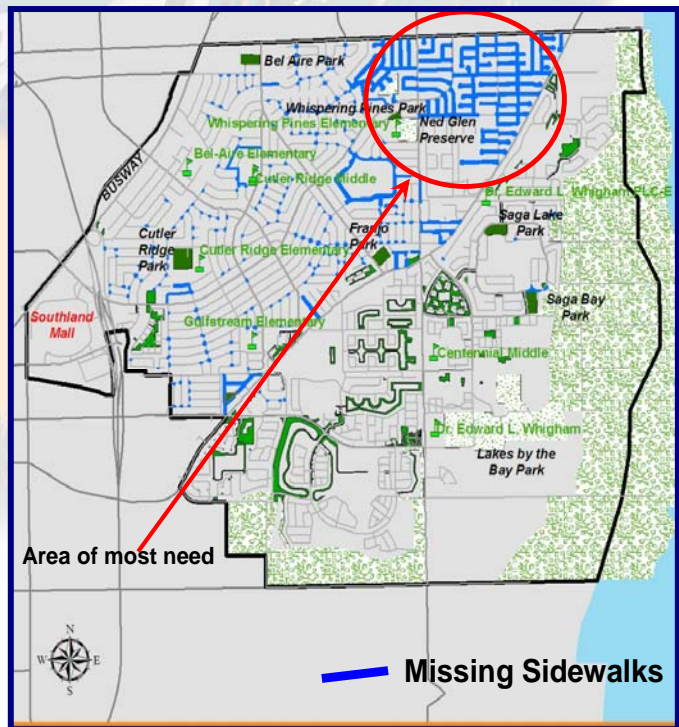 Bel Aire Park
Whispering Pines Park
Whispering Pines Elementary
Ned Glen
Preserve
Bel-Aire Elementary
Cutler Ridge Middle
BUSWAY
Dr. Edward L. Whigham PLC-E
Saga Lake
Park
Franjo
Park
Cutler
Ridge
Park
Cutler Ridge Elementary
Saga Bay
Park
Southland
Mall
Gulfstream Elementary
Centennial Middle
Dr. Edward L. Whigham
Lakes by the
Bay Park
Area of most need
N
W E
S
Missing Sidewalks